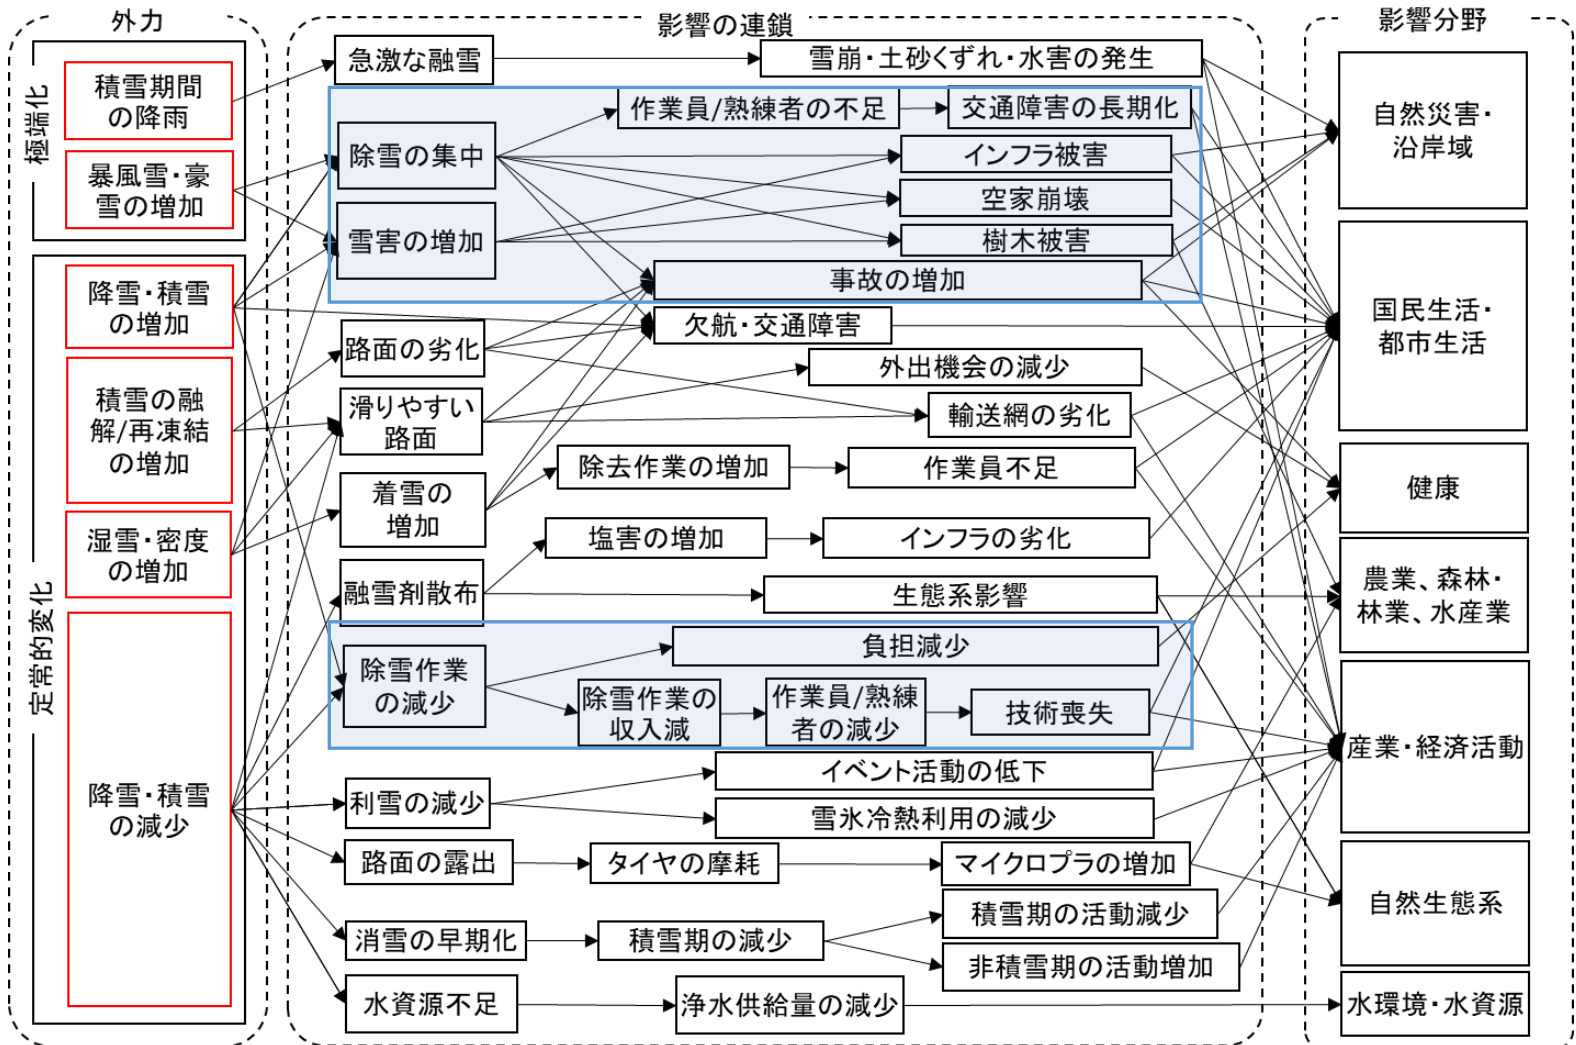 外力
極端化
積雪期間
の降雨
暴風雪・豪
雪の増加
定常的変化
降雪・積雪
の増加
積雪の融
解/再凍結
の増加
湿雪・密度
の増加
降雪・積雪
の減少
影響の連鎖
急激な融雪
雪崩・土砂くずれ・水害の発生
除雪の集中
作業員/熟練者の不足
交通障害の長期化
インフラ被害
空家崩壊
雪害の増加
樹木被害
事故の増加
欠航・交通障害
路面の劣化
外出機会の減少
滑りやすい
路面
輸送網の劣化
着雪の
増加
除去作業の増加
作業員不足
塩害の増加
インフラの劣化
融雪剤散布
生態系影響
除雪作業
の減少
負担減少
除雪作業の
収入減
作業員/熟練
者の減少
技術喪失
利雪の減少
イベント活動の低下
雪氷冷熱利用の減少
路面の露出
タイヤの摩耗
マイクロプラの増加
消雪の早期化
積雪期の減少
積雪期の活動減少
非積雪期の活動増加
水資源不足
浄水供給量の減少
影響分野
自然災害・
沿岸域
国民生活・
都市生活
健康
農業、森林・
林業、水産業
産業・経済活動
自然生態系
水環境・水資源